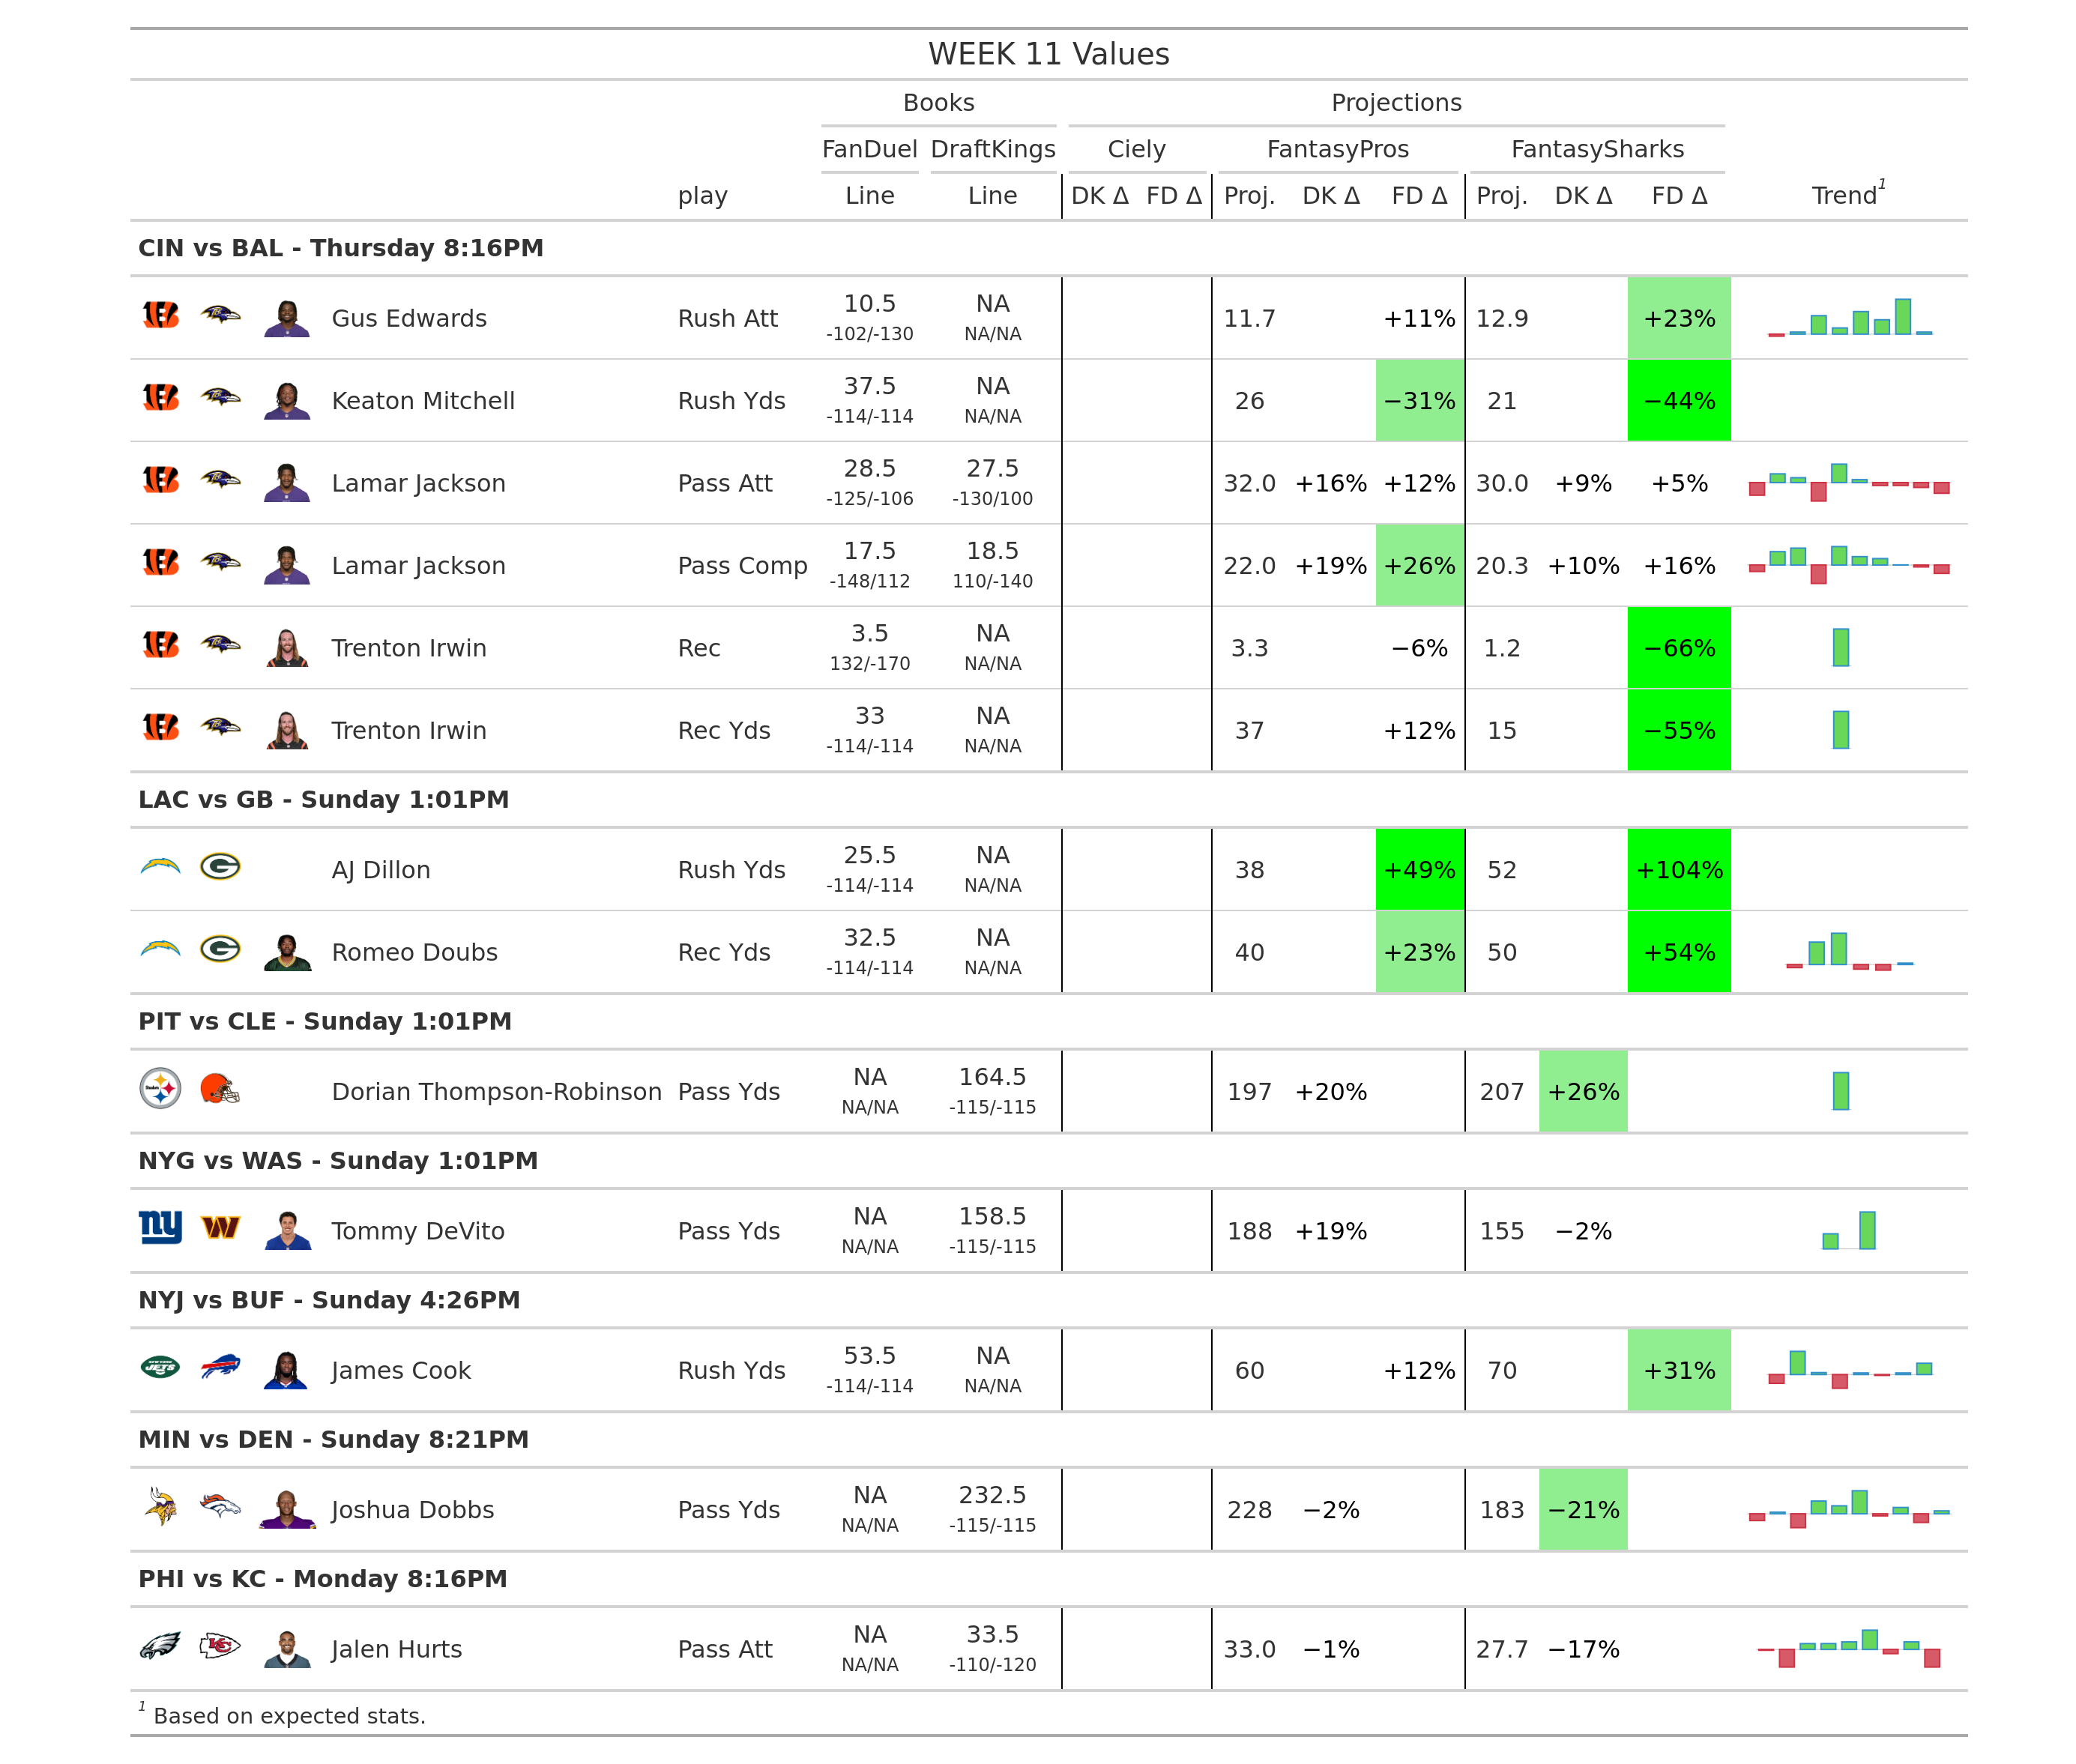 WEEK 11 Values
Books Projections
FanDuel DraftKings Ciely FantasyPros FantasySharks
play Line Line DK Δ FD Δ Proj. DK Δ FD Δ Proj. DK Δ FD Δ Trend1
CIN vs BAL - Thursday 8:16PM
Gus Edwards Rush Att 10.5 NA 11.7 +11% 12.9 +23%
-102/-130 NA/NA
Keaton Mitchell Rush Yds 37.5 NA 26 −31% 21 −44%
-114/-114 NA/NA
Lamar Jackson Pass Att 28.5 27.5 32.0 +16% +12% 30.0 +9% +5%
-125/-106 -130/100
Lamar Jackson Pass Comp 17.5 18.5 22.0 +19% +26% 20.3 +10% +16%
-148/112 110/-140
Trenton Irwin Rec 3.5 NA 3.3 −6% 1.2 −66%
132/-170 NA/NA
Trenton Irwin Rec Yds 33 NA 37 +12% 15 −55%
-114/-114 NA/NA
LAC vs GB - Sunday 1:01PM
AJ Dillon Rush Yds 25.5 NA 38 +49% 52 +104%
-114/-114 NA/NA
Romeo Doubs Rec Yds 32.5 NA 40 +23% 50 +54%
-114/-114 NA/NA
PIT vs CLE - Sunday 1:01PM
Dorian Thompson-Robinson Pass Yds NA 164.5 197 +20% 207 +26%
NA/NA -115/-115
NYG vs WAS - Sunday 1:01PM
Tommy DeVito Pass Yds NA 158.5 188 +19% 155 −2%
NA/NA -115/-115
NYJ vs BUF - Sunday 4:26PM
James Cook Rush Yds 53.5 NA 60 +12% 70 +31%
-114/-114 NA/NA
MIN vs DEN - Sunday 8:21PM
Joshua Dobbs Pass Yds NA 232.5 228 −2% 183 −21%
NA/NA -115/-115
PHI vs KC - Monday 8:16PM
Jalen Hurts Pass Att NA 33.5 33.0 −1% 27.7 −17%
NA/NA -110/-120
1 Based on expected stats.